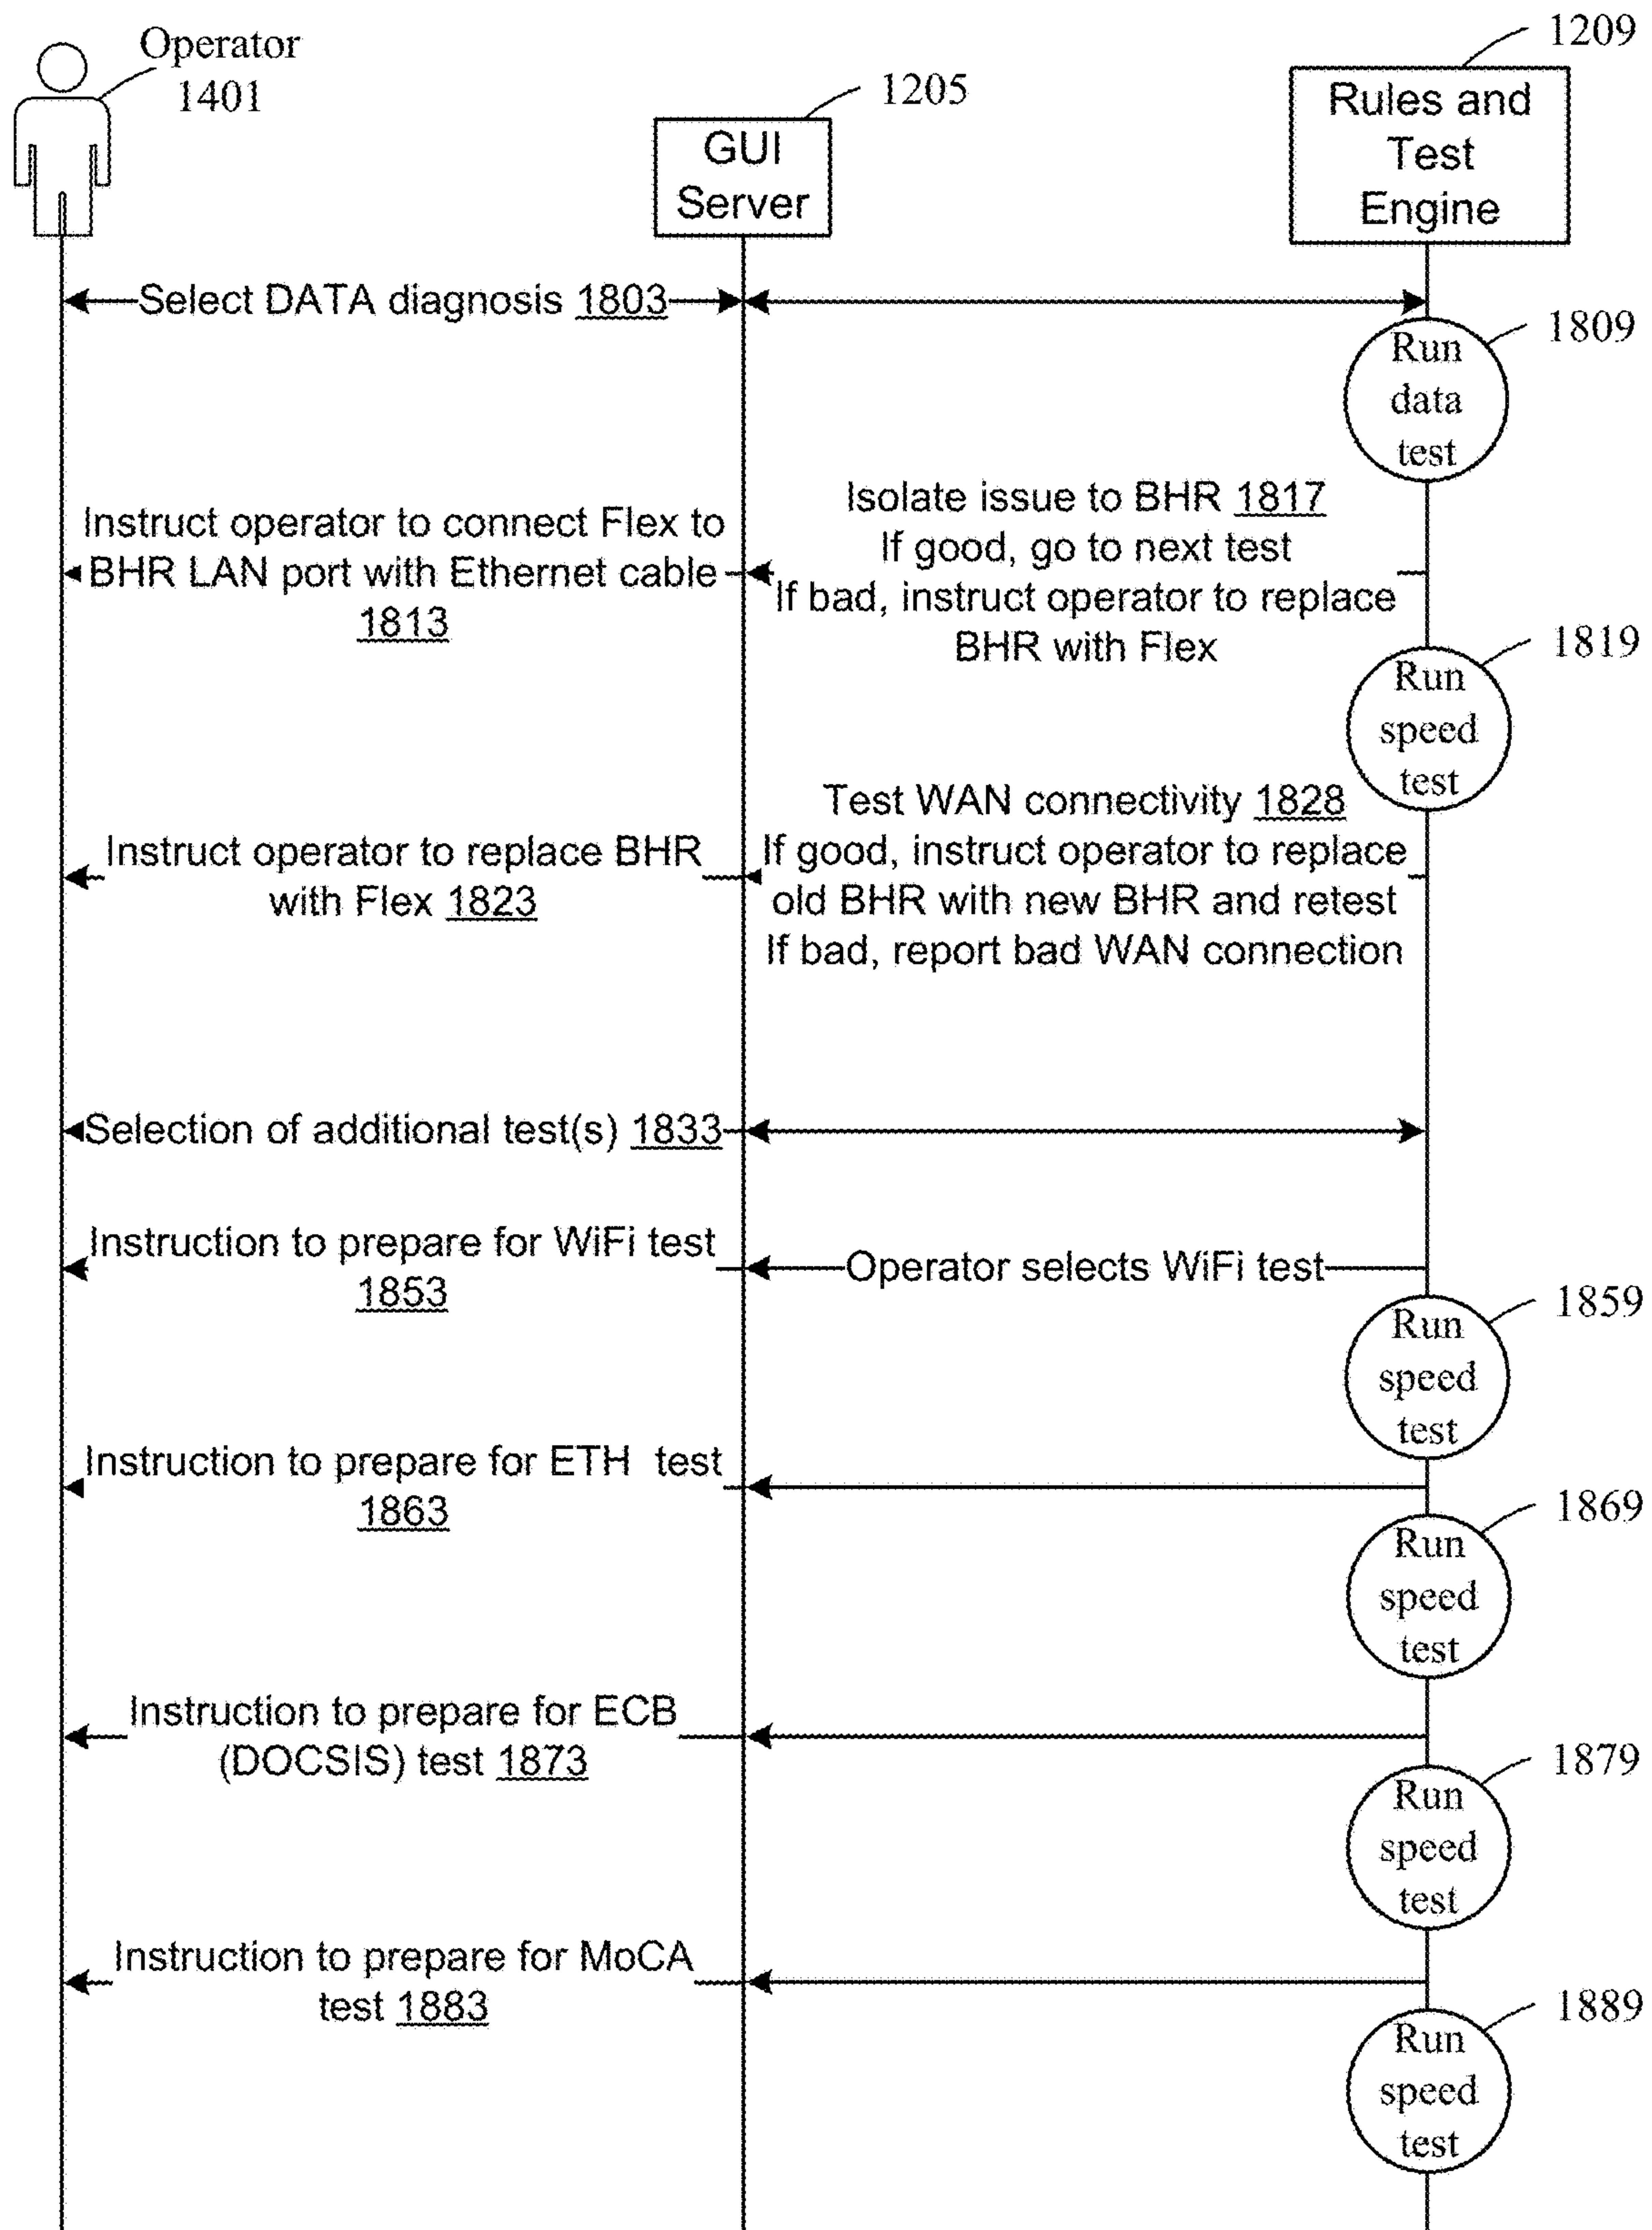 Operator
1401
1205
1209
GUI
Server
Rules and
Test
Engine
Select DATA diagnosis 1803
1809
Run
data
test
Instruct operator to connect Flex to
BHR LAN port with Ethernet cable
1813
Isolate issue to BHR 1817
If good, go to next test
If bad, instruct operator to replace
BHR with Flex
1819
Run
speed
test
Instruct operator to replace BHR
with Flex 1823
Test WAN connectivity 1828
If good, instruct operator to replace
old BHR with new BHR and retest
If bad, report bad WAN connection
Selection of additional test(s) 1833
Instruction to prepare for WiFi test
1853
Operator selects WiFi test
1859
Run
speed
test
Instruction to prepare for ETH test
1863
1869
Run
speed
test
Instruction to prepare for ECB
(DOCSIS) test 1873
1879
Run
speed
test
Instruction to prepare for MoCA
test 1883
1889
Run
speed
test